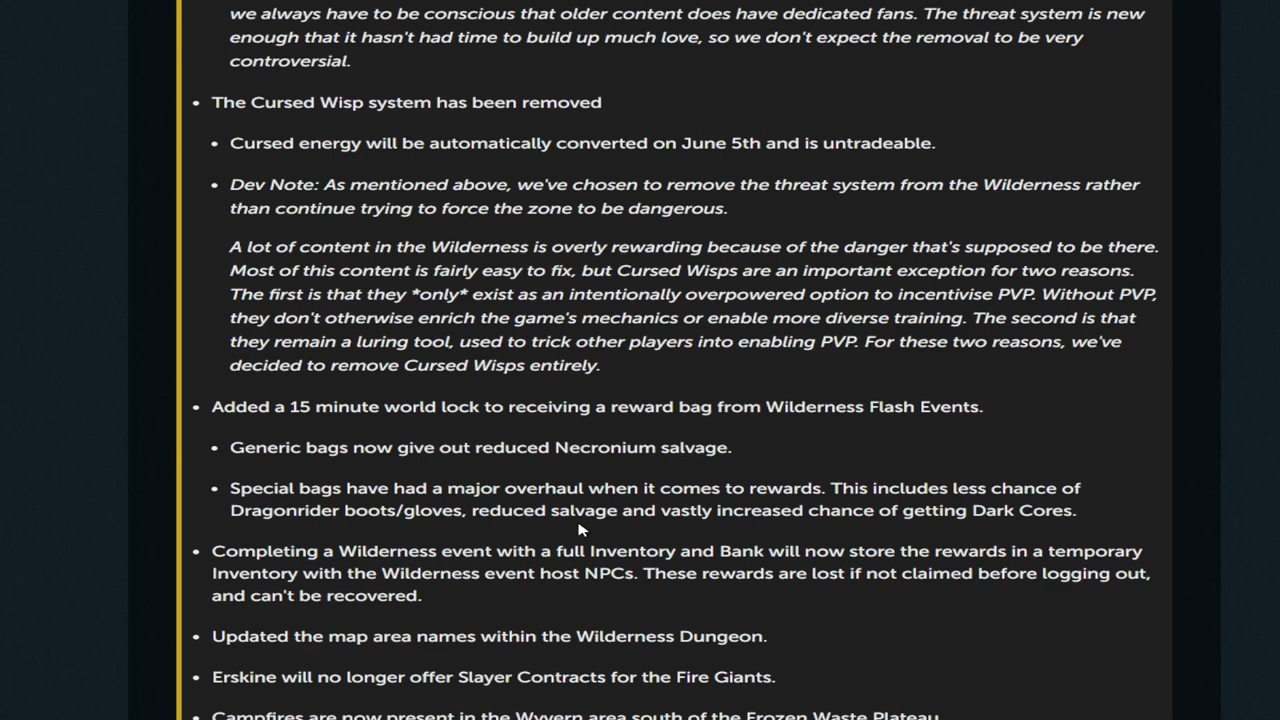 we always have to be conscious that older content does have dedicated fans. The threat system is new
enough that it hasn't had time to build up much love, so we don't expect the removal to be very
controversial.
• The Cursed Wisp system has been removed
• Cursed energy will be automatically converted on June 5th and is untradeable.
• Dev Note: As mentioned above, we've chosen to remove the threat system from the Wilderness rather
than continue trying to force the zone to be dangerous.
A lot of content in the Wilderness is overly rewarding because of the danger that's supposed to be there.
Most of this content is fairly easy to fix, but Cursed Wisps are an important exception for two reasons.
The first is that they *only* exist as an intentionally overpowered option to incentivise PVP. Without PVP,
they don't otherwise enrich the game's mechanics or enable more diverse training. The second is that
they remain a luring tool, used to trick other players into enabling PVP. For these two reasons, we've
decided to remove Cursed Wisps entirely.
• Added a 15 minute world lock to receiving a reward bag from Wilderness Flash Events.
• Generic bags now give out reduced Necronium salvage.
• Special bags have had a major overhaul when it comes to rewards. This includes less chance of
Dragonrider boots/gloves, reduced salvage and vastly increased chance of getting Dark Cores.
• Completing a Wilderness event with a full Inventory and Bank will now store the rewards in a temporary
Inventory with the Wilderness event host NPCs. These rewards are lost if not claimed before logging out,
and can't be recovered.
• Updated the map area names within the Wilderness Dungeon.
• Erskine will no longer offer Slayer Contracts for the Fire Giants.
• Campfires are now present in the Wyvern area south of the Frozen Waste Plateau.